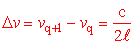 Δν = ν_{q+1} − ν_q = c / 2ℓ